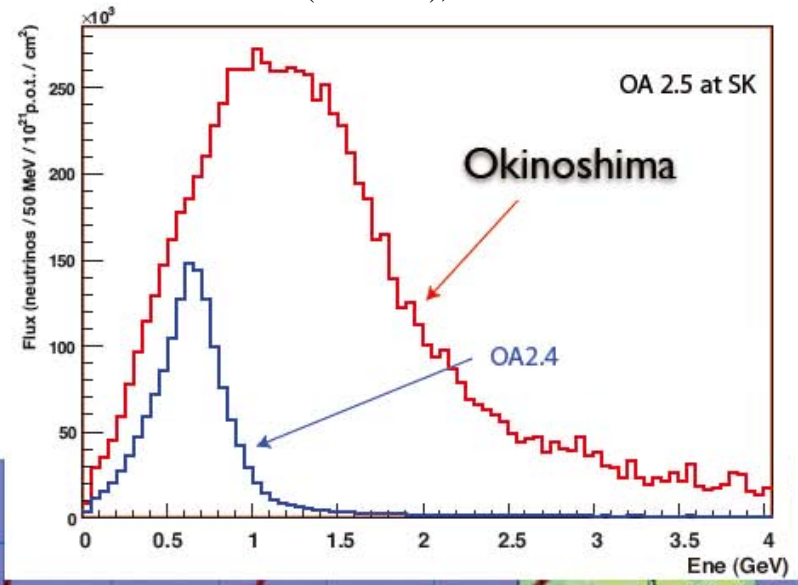 ×10³
Flux (neutrinos / 50 MeV / 10²¹p.o.t. / cm²)
250
200
150
100
50
0
OA 2.5 at SK
Okinoshima
OA2.4
0 0.5 1 1.5 2 2.5 3 3.5 4
Ene (GeV)